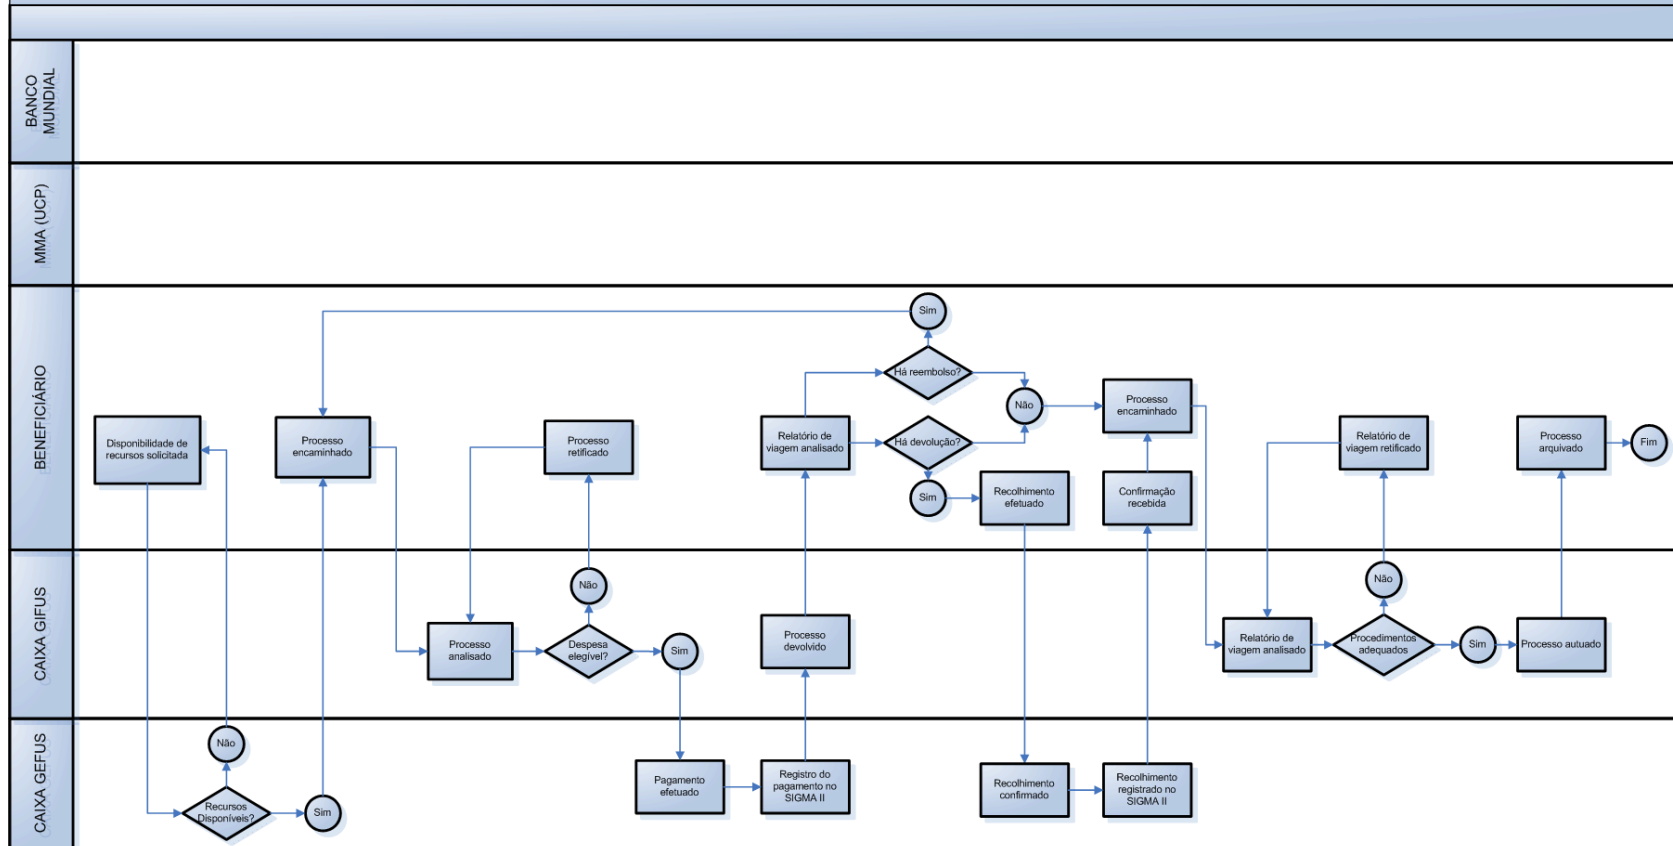 BANCO
MUNDIAL
MMA (UCP)
BENEFICIÁRIO
Sim
Há reembolso?
Não
Processo
encaminhado
Disponibilidade de
recursos solicitada
Processo
encaminhado
Processo
retificado
Relatório de
viagem analisado
Há devolução?
Sim
Recolhimento
efetuado
Confirmação
recebida
Relatório de
viagem retificado
Processo
arquivado
Fim
CAIXA GIFUS
Não
Processo
analisado
Despesa
elegível?
Sim
Processo
devolvido
Relatório de
viagem analisado
Não
Procedimentos
adequados
Sim
Processo autuado
CAIXA GEFUS
Não
Recursos
Disponíveis?
Sim
Pagamento
efetuado
Registro do
pagamento no
SIGMA II
Recolhimento
confirmado
Recolhimento
registrado no
SIGMA II